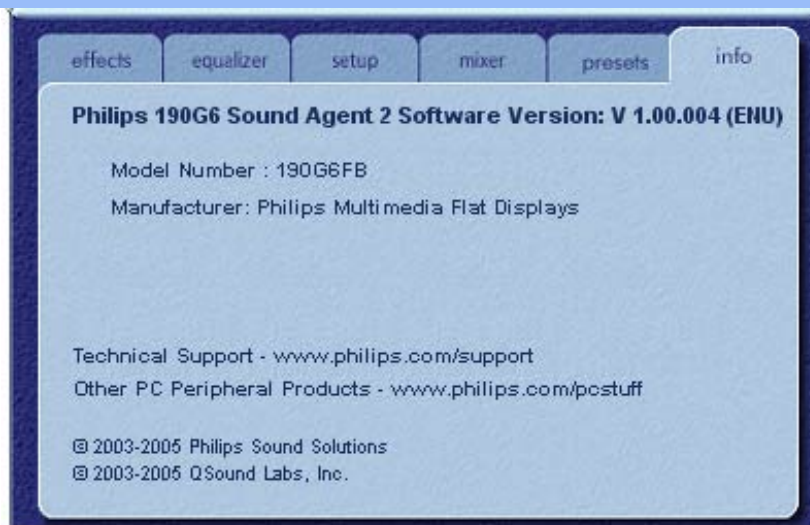 effects equalizer setup mixer presets info
Philips 190G6 Sound Agent 2 Software Version: V 1.00.004 (ENU)
Model Number : 190G6FB
Manufacturer: Philips Multimedia Flat Displays
Technical Support - www.philips.com/support
Other PC Peripheral Products - www.philips.com/pcstuff
© 2003-2005 Philips Sound Solutions
© 2003-2005 QSound Labs, Inc.